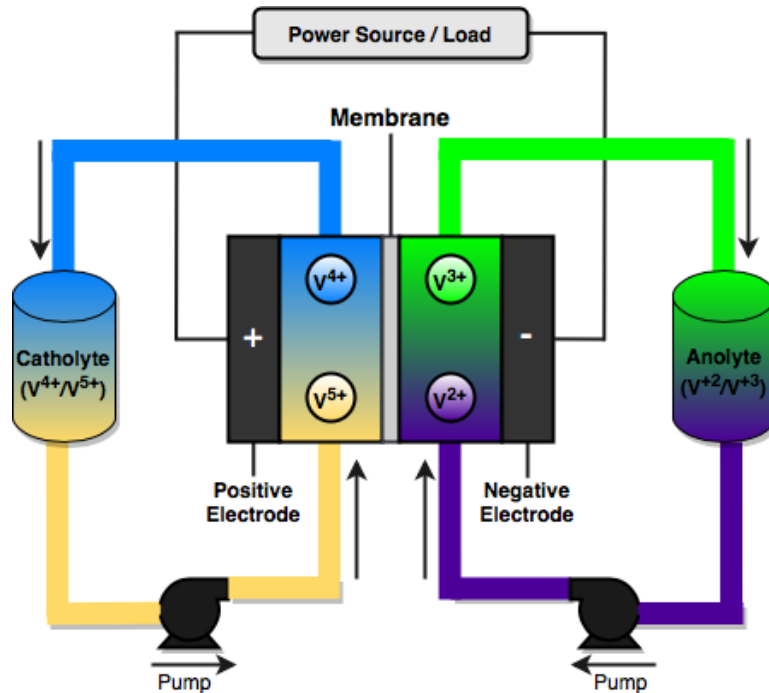 Power Source / Load
Membrane
V⁴⁺
V³⁺
+
-
Catholyte
(V⁴⁺/V⁵⁺)
Anolyte
(V⁺²/V⁺³)
V⁵⁺
V²⁺
Positive
Electrode
Negative
Electrode
Pump
Pump